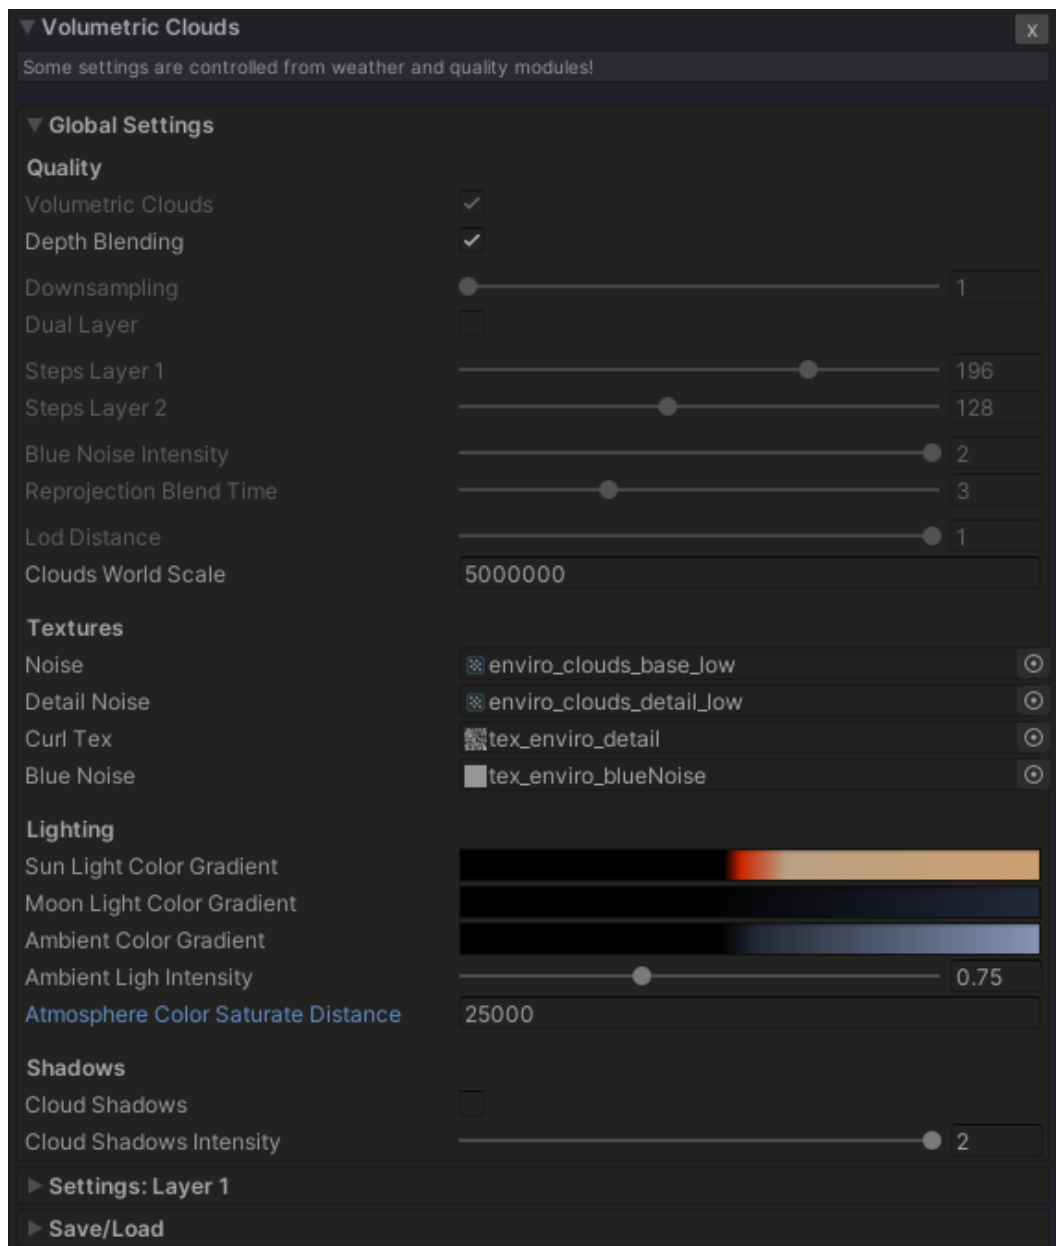 Volumetric Clouds x
Some settings are controlled from weather and quality modules!
Global Settings
Quality
Volumetric Clouds
Depth Blending
Downsampling 1
Dual Layer
Steps Layer 1 196
Steps Layer 2 128
Blue Noise Intensity 2
Reprojection Blend Time 3
Lod Distance 1
Clouds World Scale 5000000
Textures
Noise enviro_clouds_base_low
Detail Noise enviro_clouds_detail_low
Curl Tex tex_enviro_detail
Blue Noise tex_enviro_blueNoise
Lighting
Sun Light Color Gradient
Moon Light Color Gradient
Ambient Color Gradient
Ambient Ligh Intensity 0.75
Atmosphere Color Saturate Distance 25000
Shadows
Cloud Shadows
Cloud Shadows Intensity 2
Settings: Layer 1
Save/Load